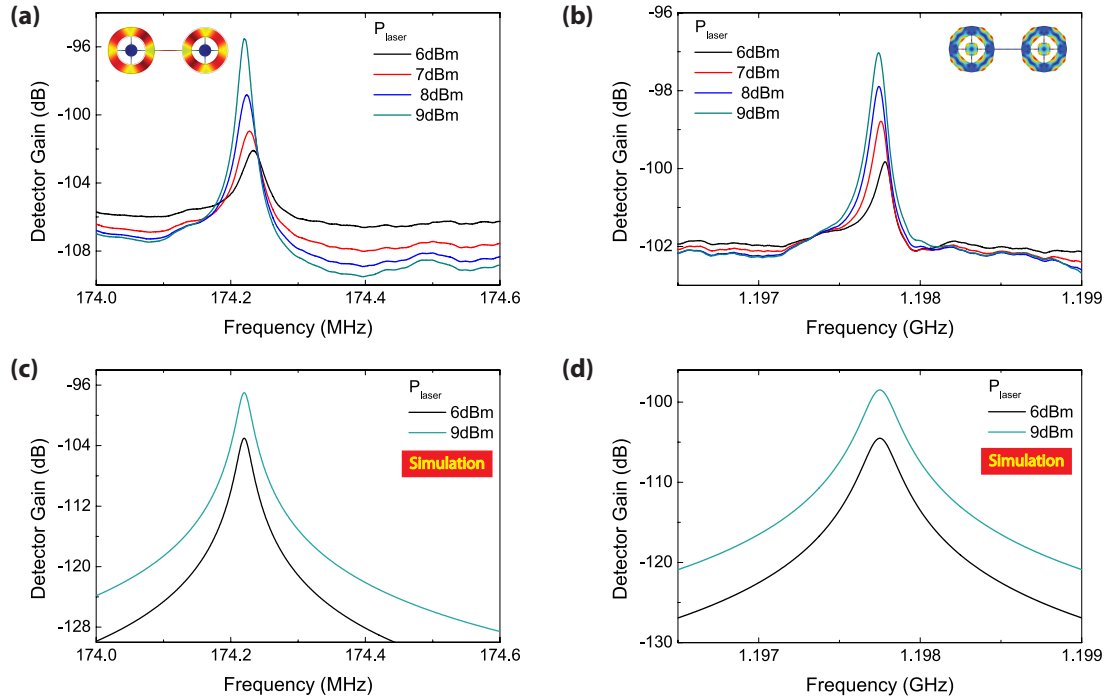 (a)
P laser
6dBm
7dBm
8dBm
9dBm
-96
-100
-104
-108
Detector Gain (dB)
174.0 174.2 174.4 174.6
Frequency (MHz)
(b)
P laser
6dBm
7dBm
8dBm
9dBm
-96
-98
-100
-102
Detector Gain (dB)
1.197 1.198 1.199
Frequency (GHz)
(c)
P laser
6dBm
9dBm
Simulation
-96
-104
-112
-120
-128
Detector Gain (dB)
174.0 174.2 174.4 174.6
Frequency (MHz)
(d)
P laser
6dBm
9dBm
Simulation
-100
-110
-120
-130
Detector Gain (dB)
1.197 1.198 1.199
Frequency (GHz)